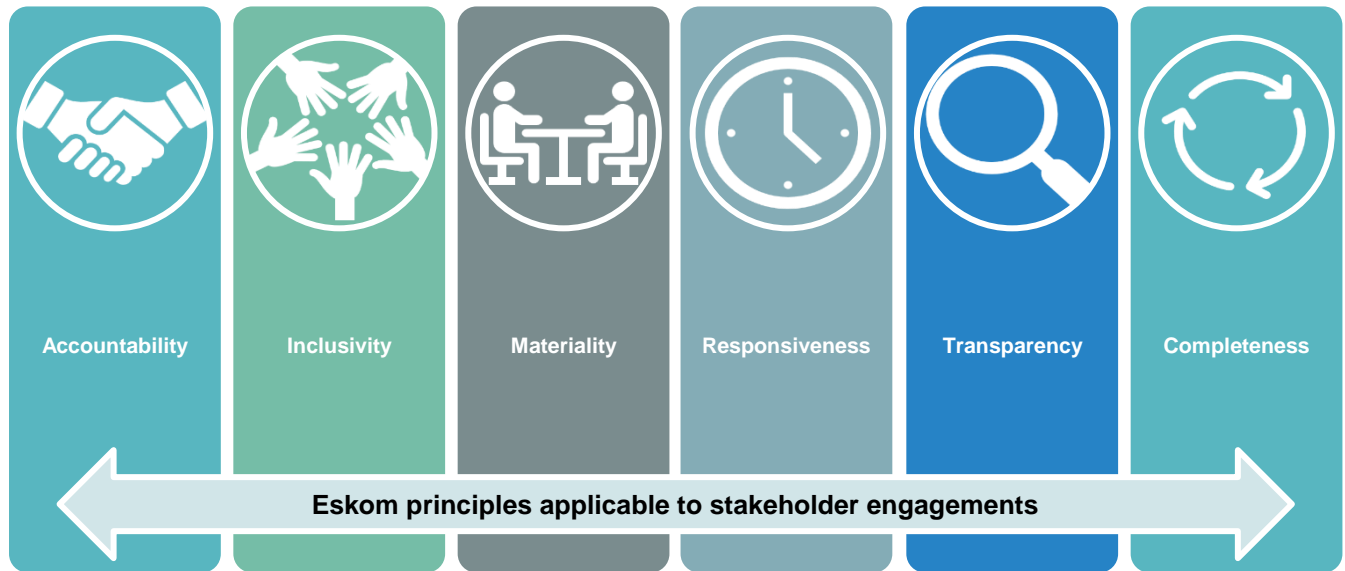 Accountability
Inclusivity
Materiality
Responsiveness
Transparency
Completeness
Eskom principles applicable to stakeholder engagements